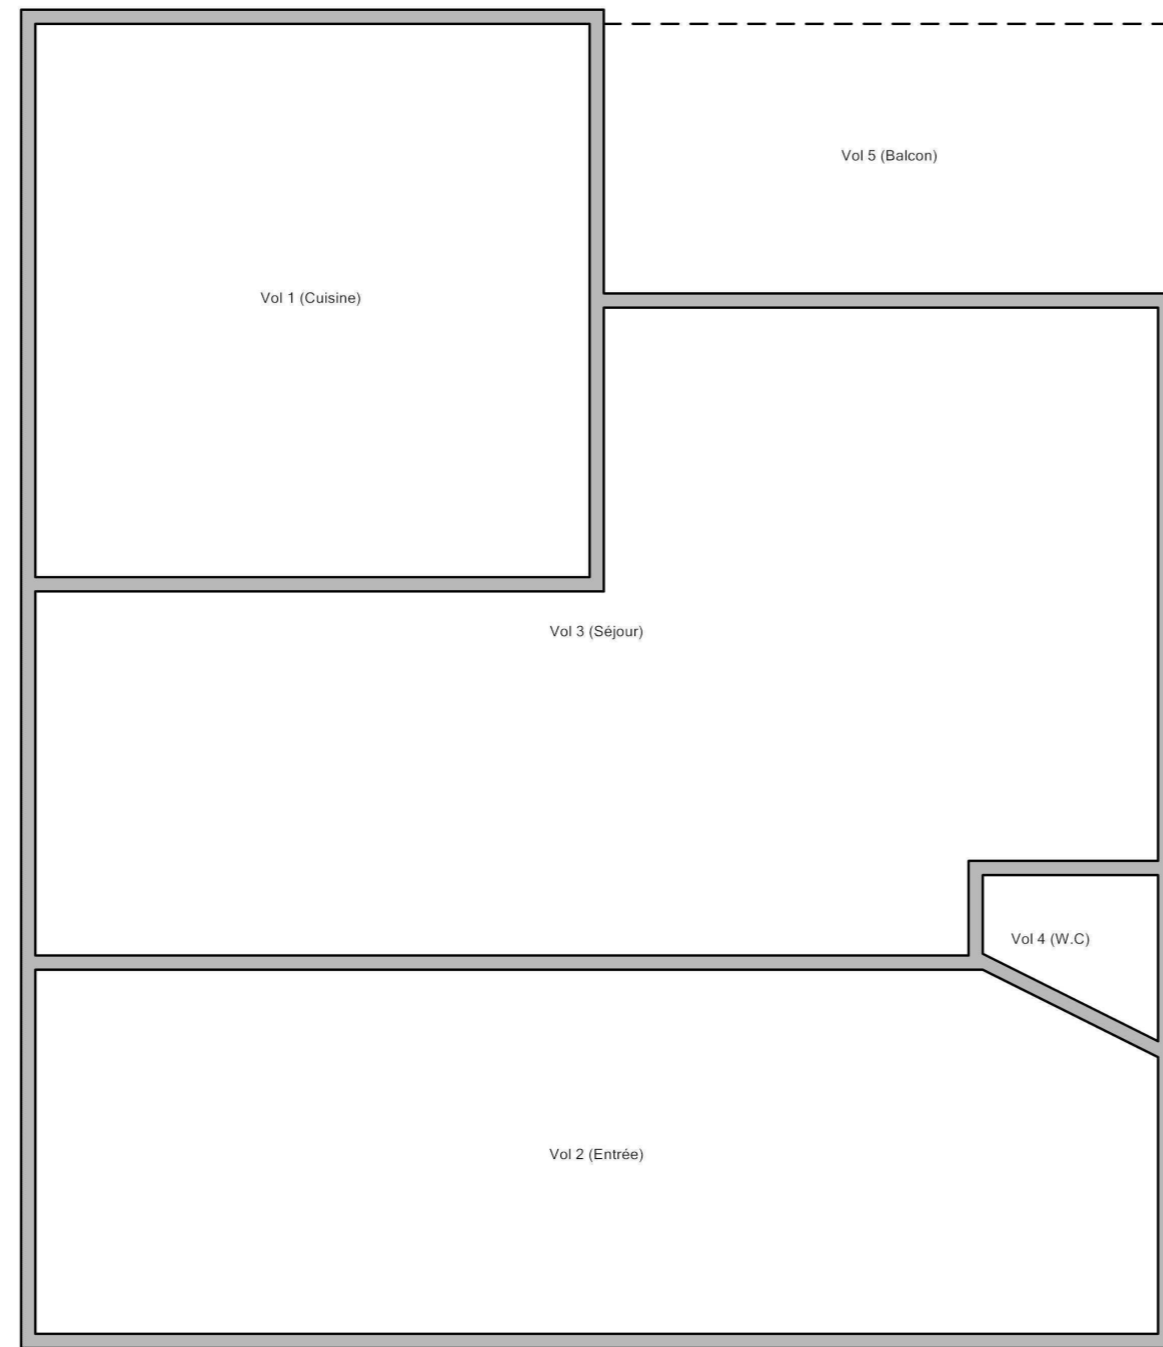 Vol 5 (Balcon)
Vol 1 (Cuisine)
Vol 3 (Séjour)
Vol 4 (W.C)
Vol 2 (Entrée)